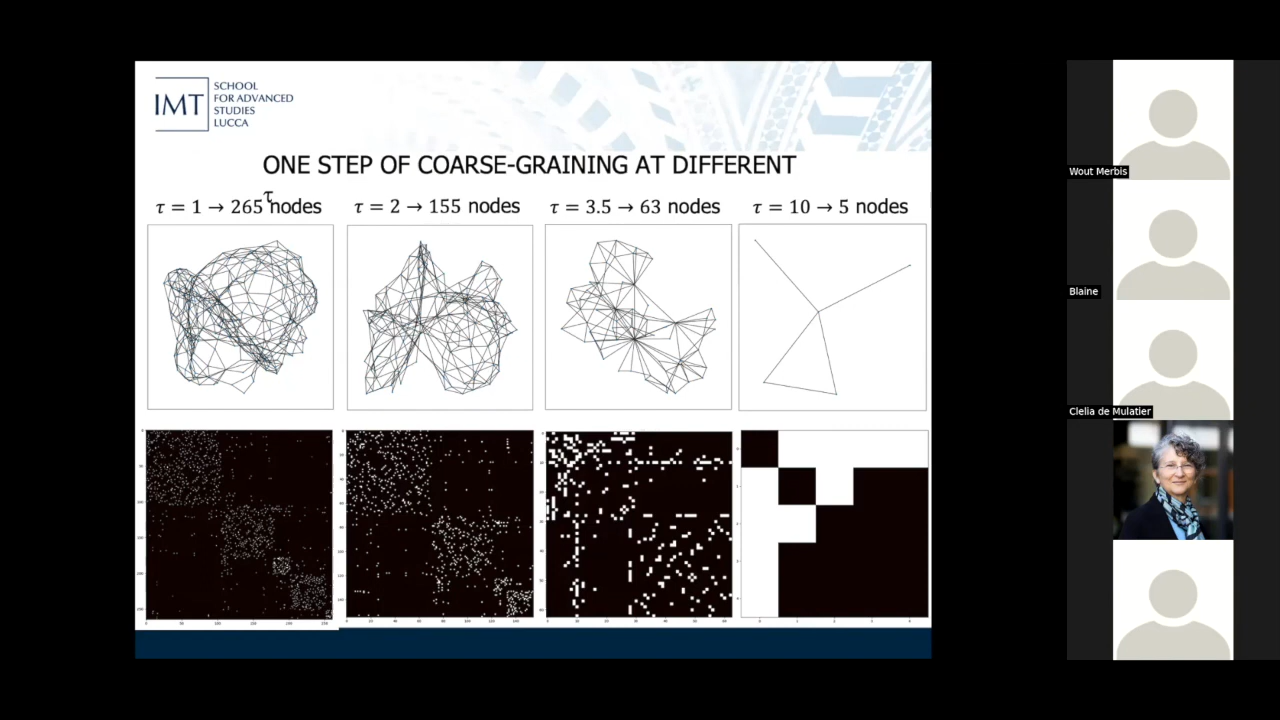 IMT
SCHOOL
FOR ADVANCED
STUDIES
LUCCA
ONE STEP OF COARSE-GRAINING AT DIFFERENT
τ
τ = 1 → 265 nodes
τ = 2 → 155 nodes
τ = 3.5 → 63 nodes
τ = 10 → 5 nodes
Wout Merbis
Blaine
Clelia de Mulatier